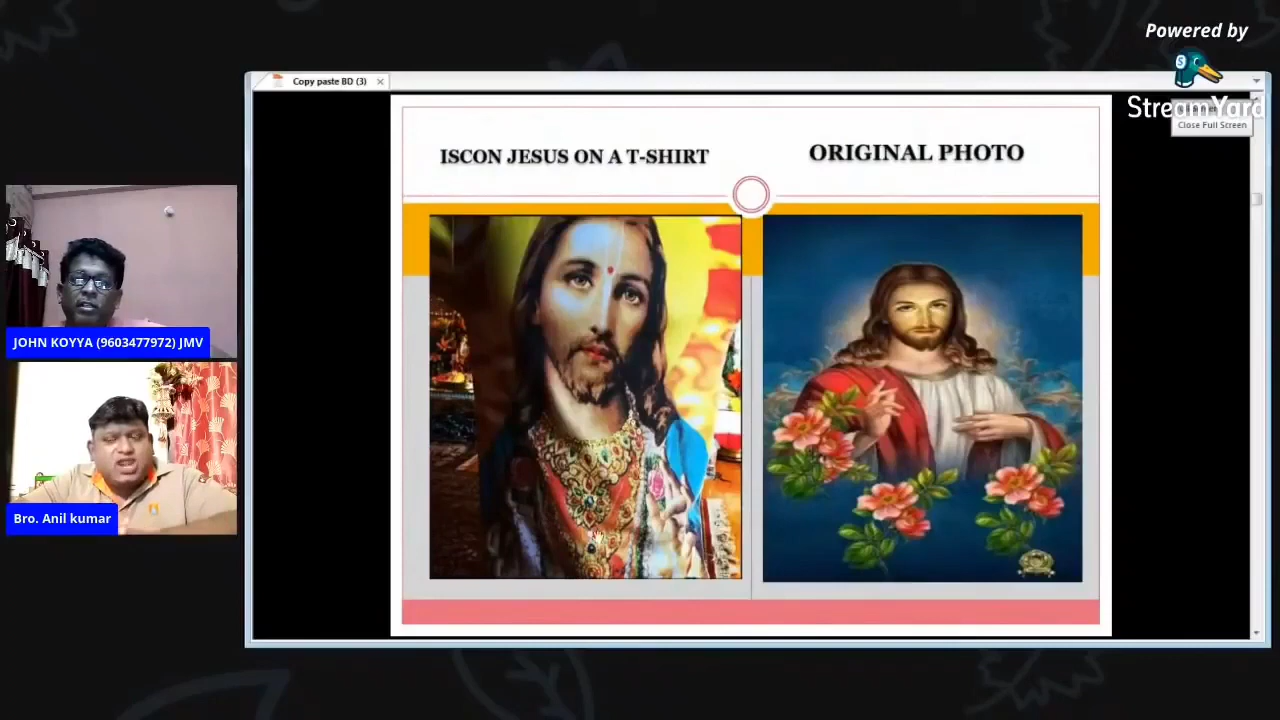 Powered by
S
StreamYard
Copy paste BD (3)
Close Full Screen
ISCON JESUS ON A T-SHIRT
ORIGINAL PHOTO
JOHN KOYYA (9603477972) JMV
Bro. Anil kumar